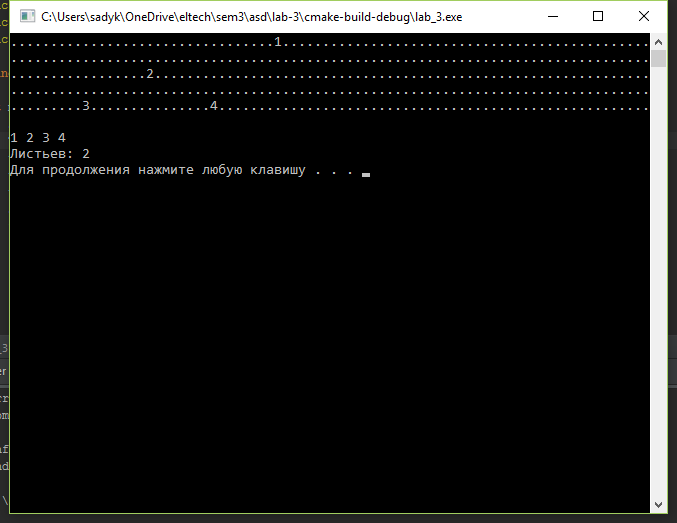 C:\Users\sadyk\OneDrive\eltech\sem3\asd\lab-3\cmake-build-debug\lab_3.exe
.................................1..............................................
................................................................................
.................2..............................................................
................................................................................
.........3...............4......................................................
1 2 3 4
Листьев: 2
Для продолжения нажмите любую клавишу . . .